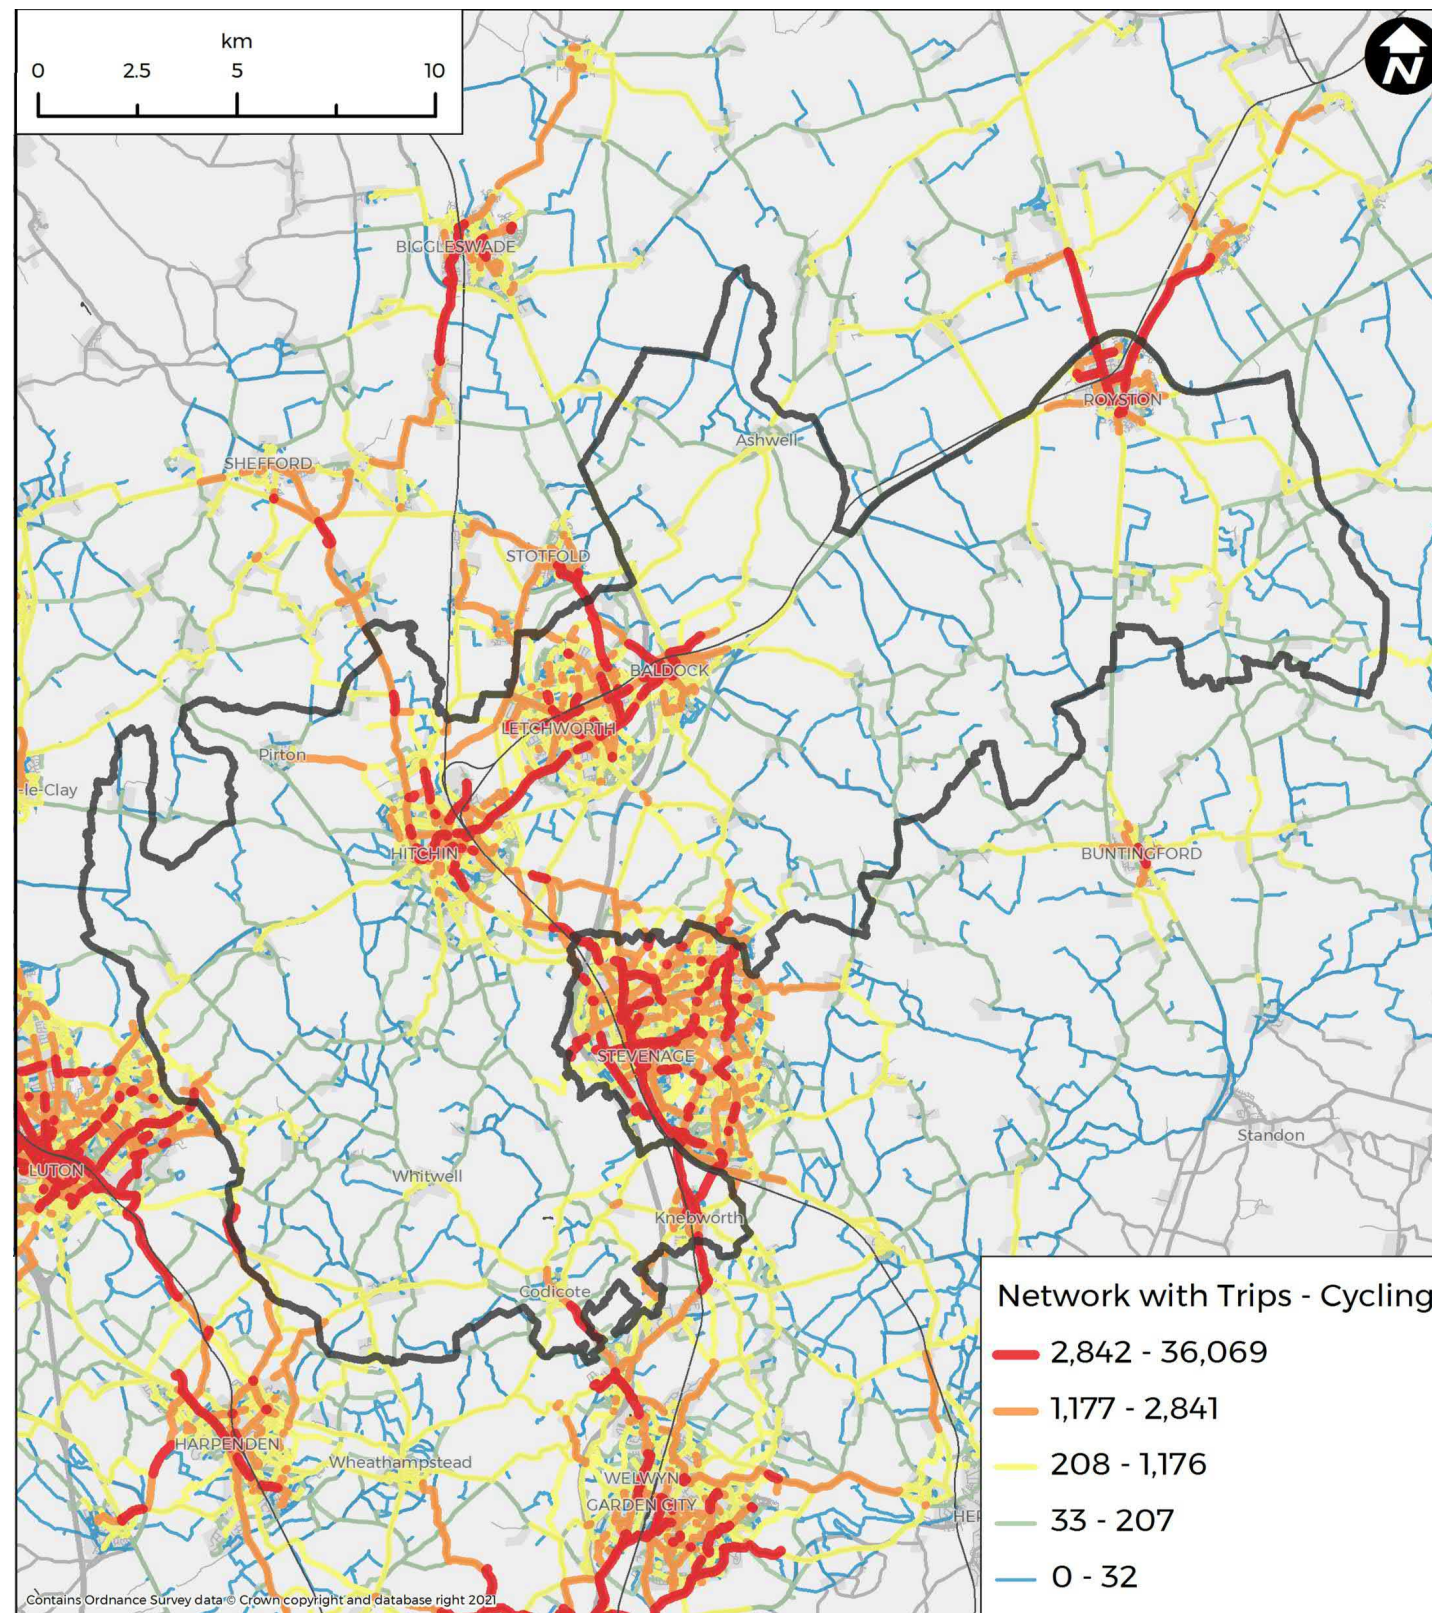 km
0 2.5 5 10
N
BIGGLESWADE
ROYSTON
Ashwell
SHEFFORD
STOTFOLD
BALDOCK
LETCHWORTH
Pirton
-le-Clay
HITCHIN
BUNTINGFORD
STEVENAGE
Standon
LUTON
Whitwell
Knebworth
Codicote
HARPENDEN
Wheathampstead
WELWYN
GARDEN CITY
HER
Network with Trips - Cycling
2,842 - 36,069
1,177 - 2,841
208 - 1,176
33 - 207
0 - 32
Contains Ordnance Survey data © Crown copyright and database right 2021